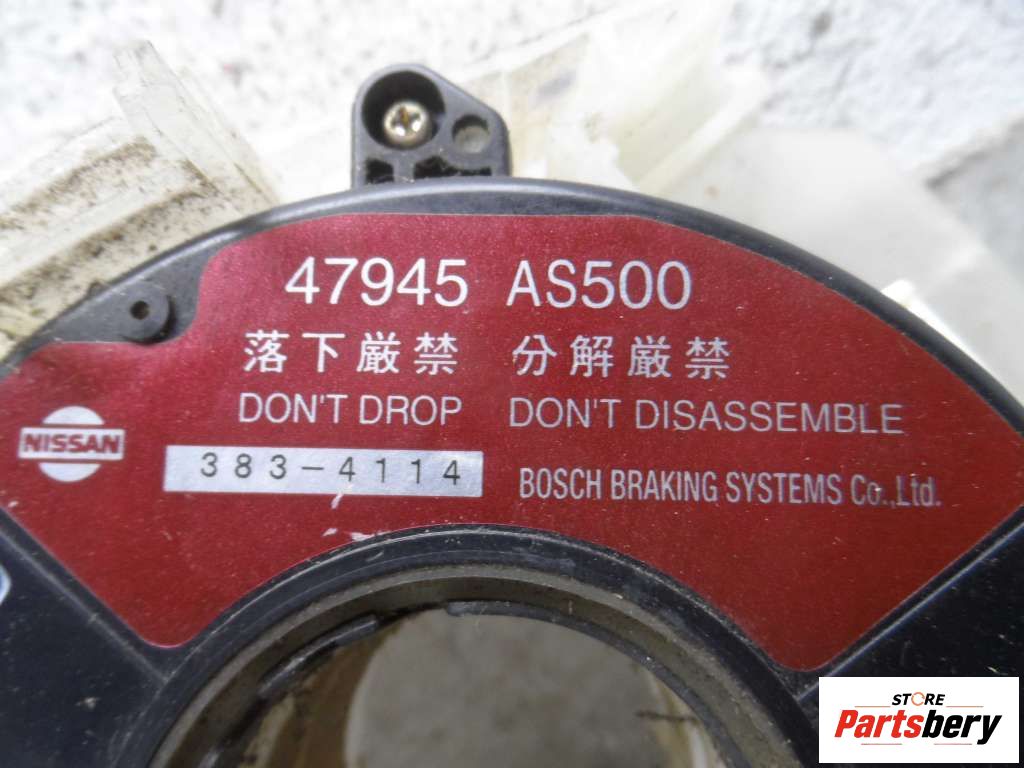 47945 AS500
落下厳禁 分解厳禁
DON'T DROP DON'T DISASSEMBLE
NISSAN
383-4114 BOSCH BRAKING SYSTEMS Co.,Ltd.
STORE
Partsbery